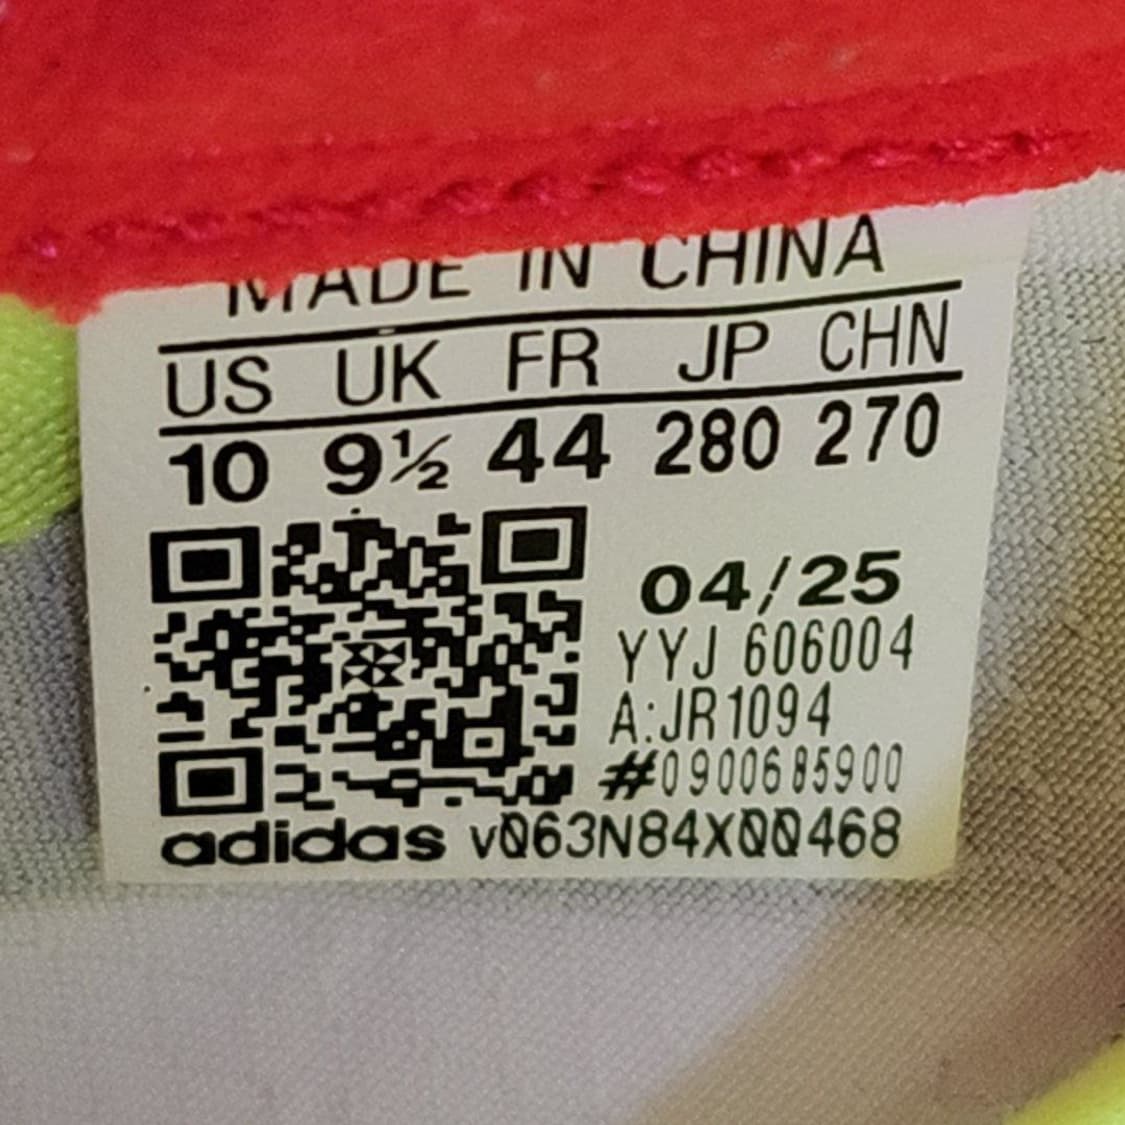 MADE IN CHINA
US UK FR JP CHN
10 9½ 44 280 270
04/25
YYJ 606004
A:JR1094
#0900685900
adidas v063N84X00468